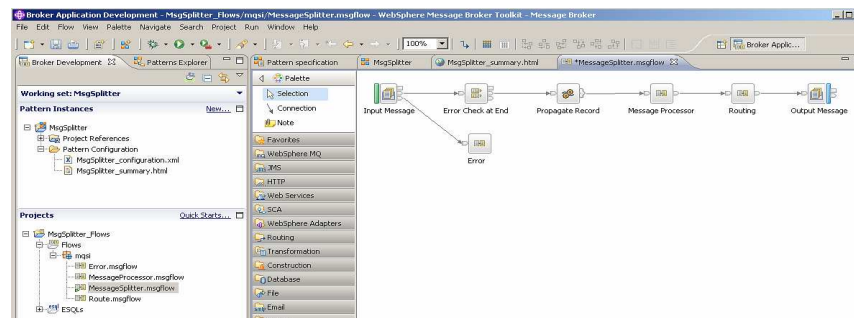 Broker Application Development - MsgSplitter_Flows/mqsi/MessageSplitter.msgflow - WebSphere Message Broker Toolkit - Message Broker
File Edit Flow View Palette Navigate Search Project Run Window Help
100%
Broker Applic...
Broker Development
Patterns Explorer
Pattern specification
MsgSplitter
MsgSplitter_summary.html
*MessageSplitter.msgflow
Working set: MsgSplitter
Pattern Instances New...
MsgSplitter
Project References
Pattern Configuration
MsgSplitter_configuration.xml
MsgSplitter_summary.html
Projects Quick Starts...
MsgSplitter_Flows
Flows
mqsi
Error.msgflow
MessageProcessor.msgflow
MessageSplitter.msgflow
Route.msgflow
ESQLs
Palette
Selection
Connection
Note
Favorites
WebSphere MQ
JMS
HTTP
Web Services
SCA
WebSphere Adapters
Routing
Transformation
Construction
Database
File
Email
Input Message
Error Check at End
Propagate Record
Message Processor
Routing
Output Message
Error